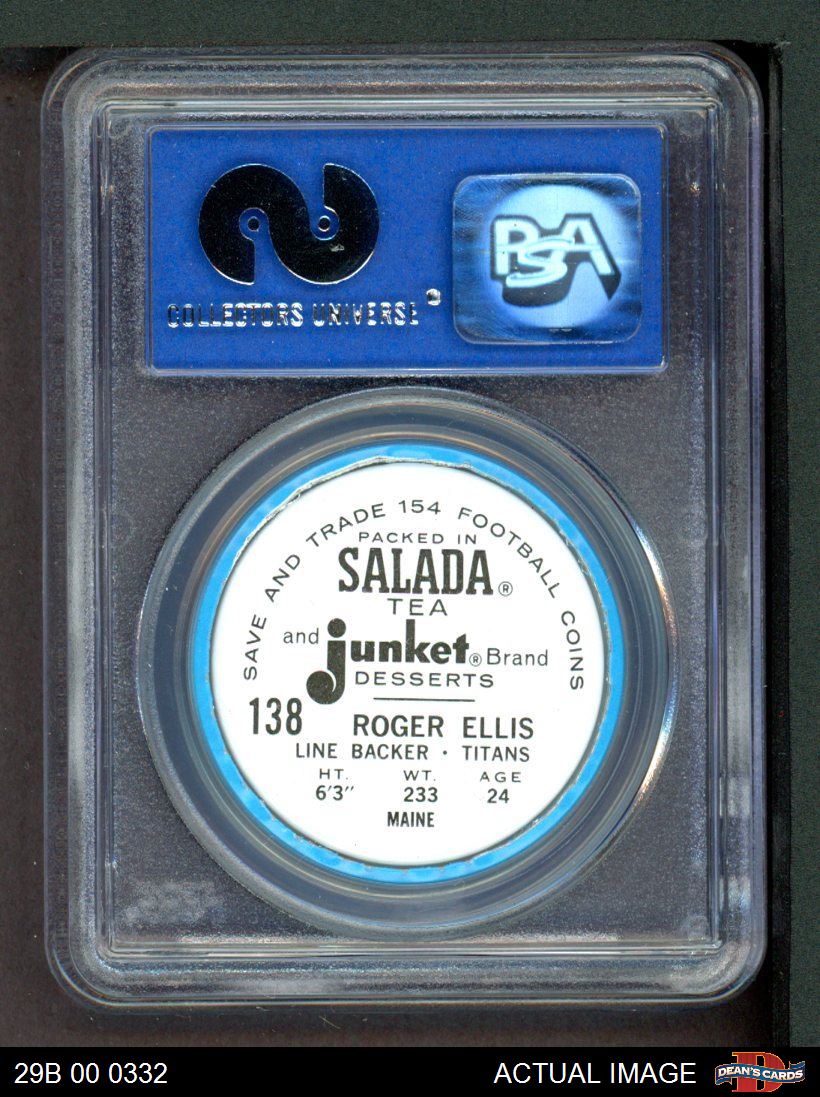 COLLECTORS UNIVERSE
PSA
SAVE AND TRADE 154 FOOTBALL COINS
PACKED IN
SALADA®
TEA
and junket® Brand
DESSERTS
138 ROGER ELLIS
LINE BACKER · TITANS
HT. WT. AGE
6'3" 233 24
MAINE
29B 00 0332 ACTUAL IMAGE DEAN'S CARDS